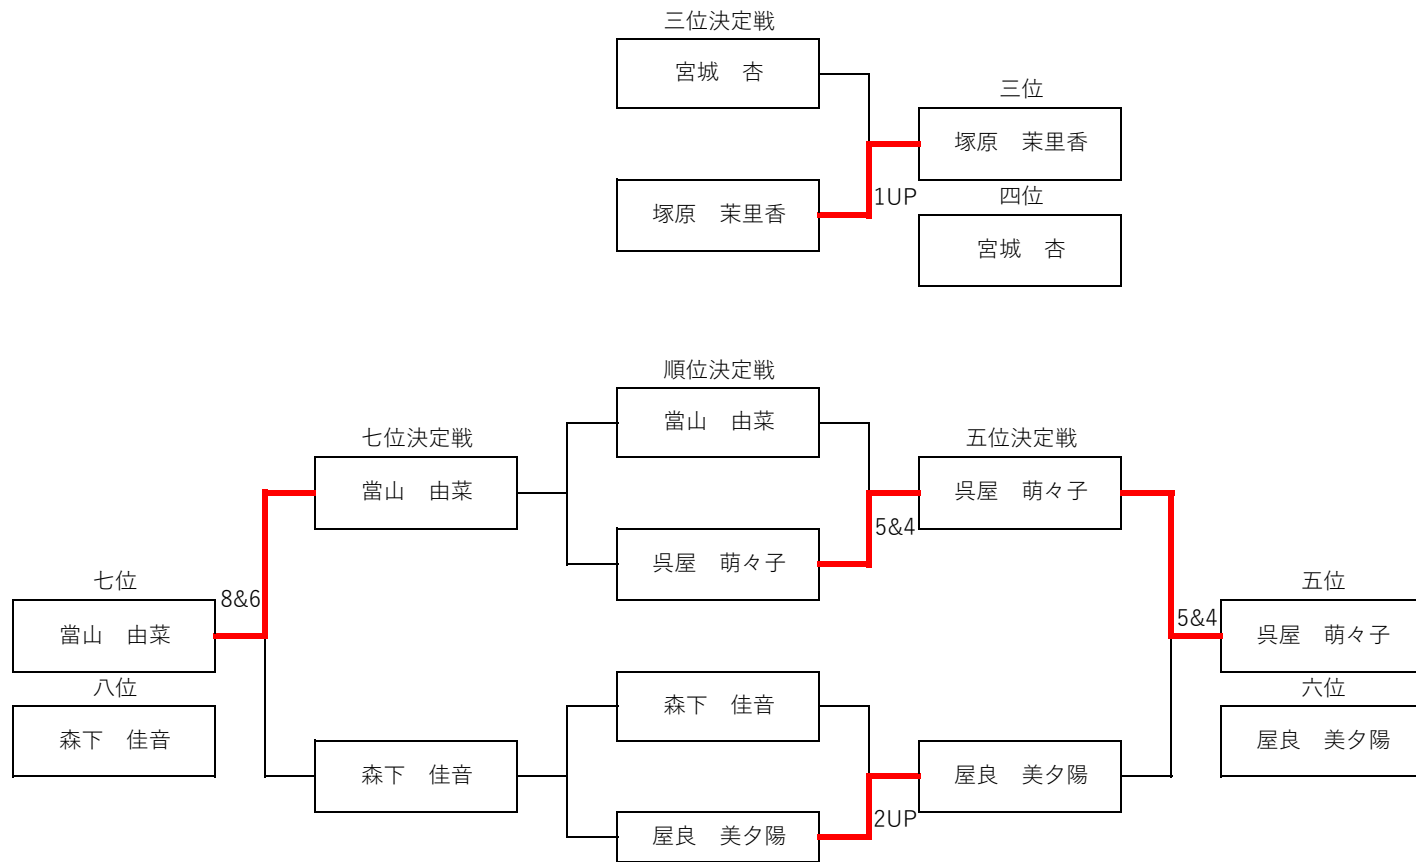 三位決定戦
宮城　杏
三位
塚原　茉里香
塚原　茉里香
1UP
四位
宮城　杏
順位決定戦
當山　由菜
七位決定戦
五位決定戦
當山　由菜
呉屋　萌々子
5&4
呉屋　萌々子
七位
8&6
五位
5&4
當山　由菜
呉屋　萌々子
八位
六位
森下　佳音
森下　佳音
屋良　美夕陽
森下　佳音
屋良　美夕陽
2UP
屋良　美夕陽